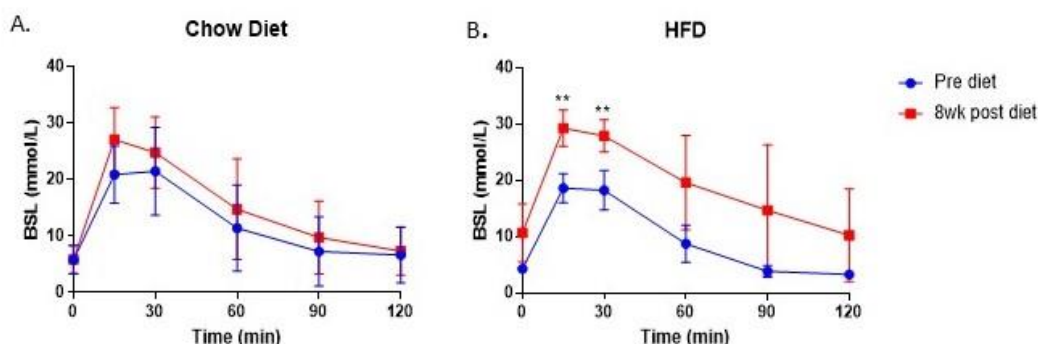 A.
Chow Diet
BSL (mmol/L)
40
30
20
10
0
0 30 60 90 120
Time (min)
B.
HFD
BSL (mmol/L)
40
30
20
10
0
** **
0 30 60 90 120
Time (min)
Pre diet
8wk post diet